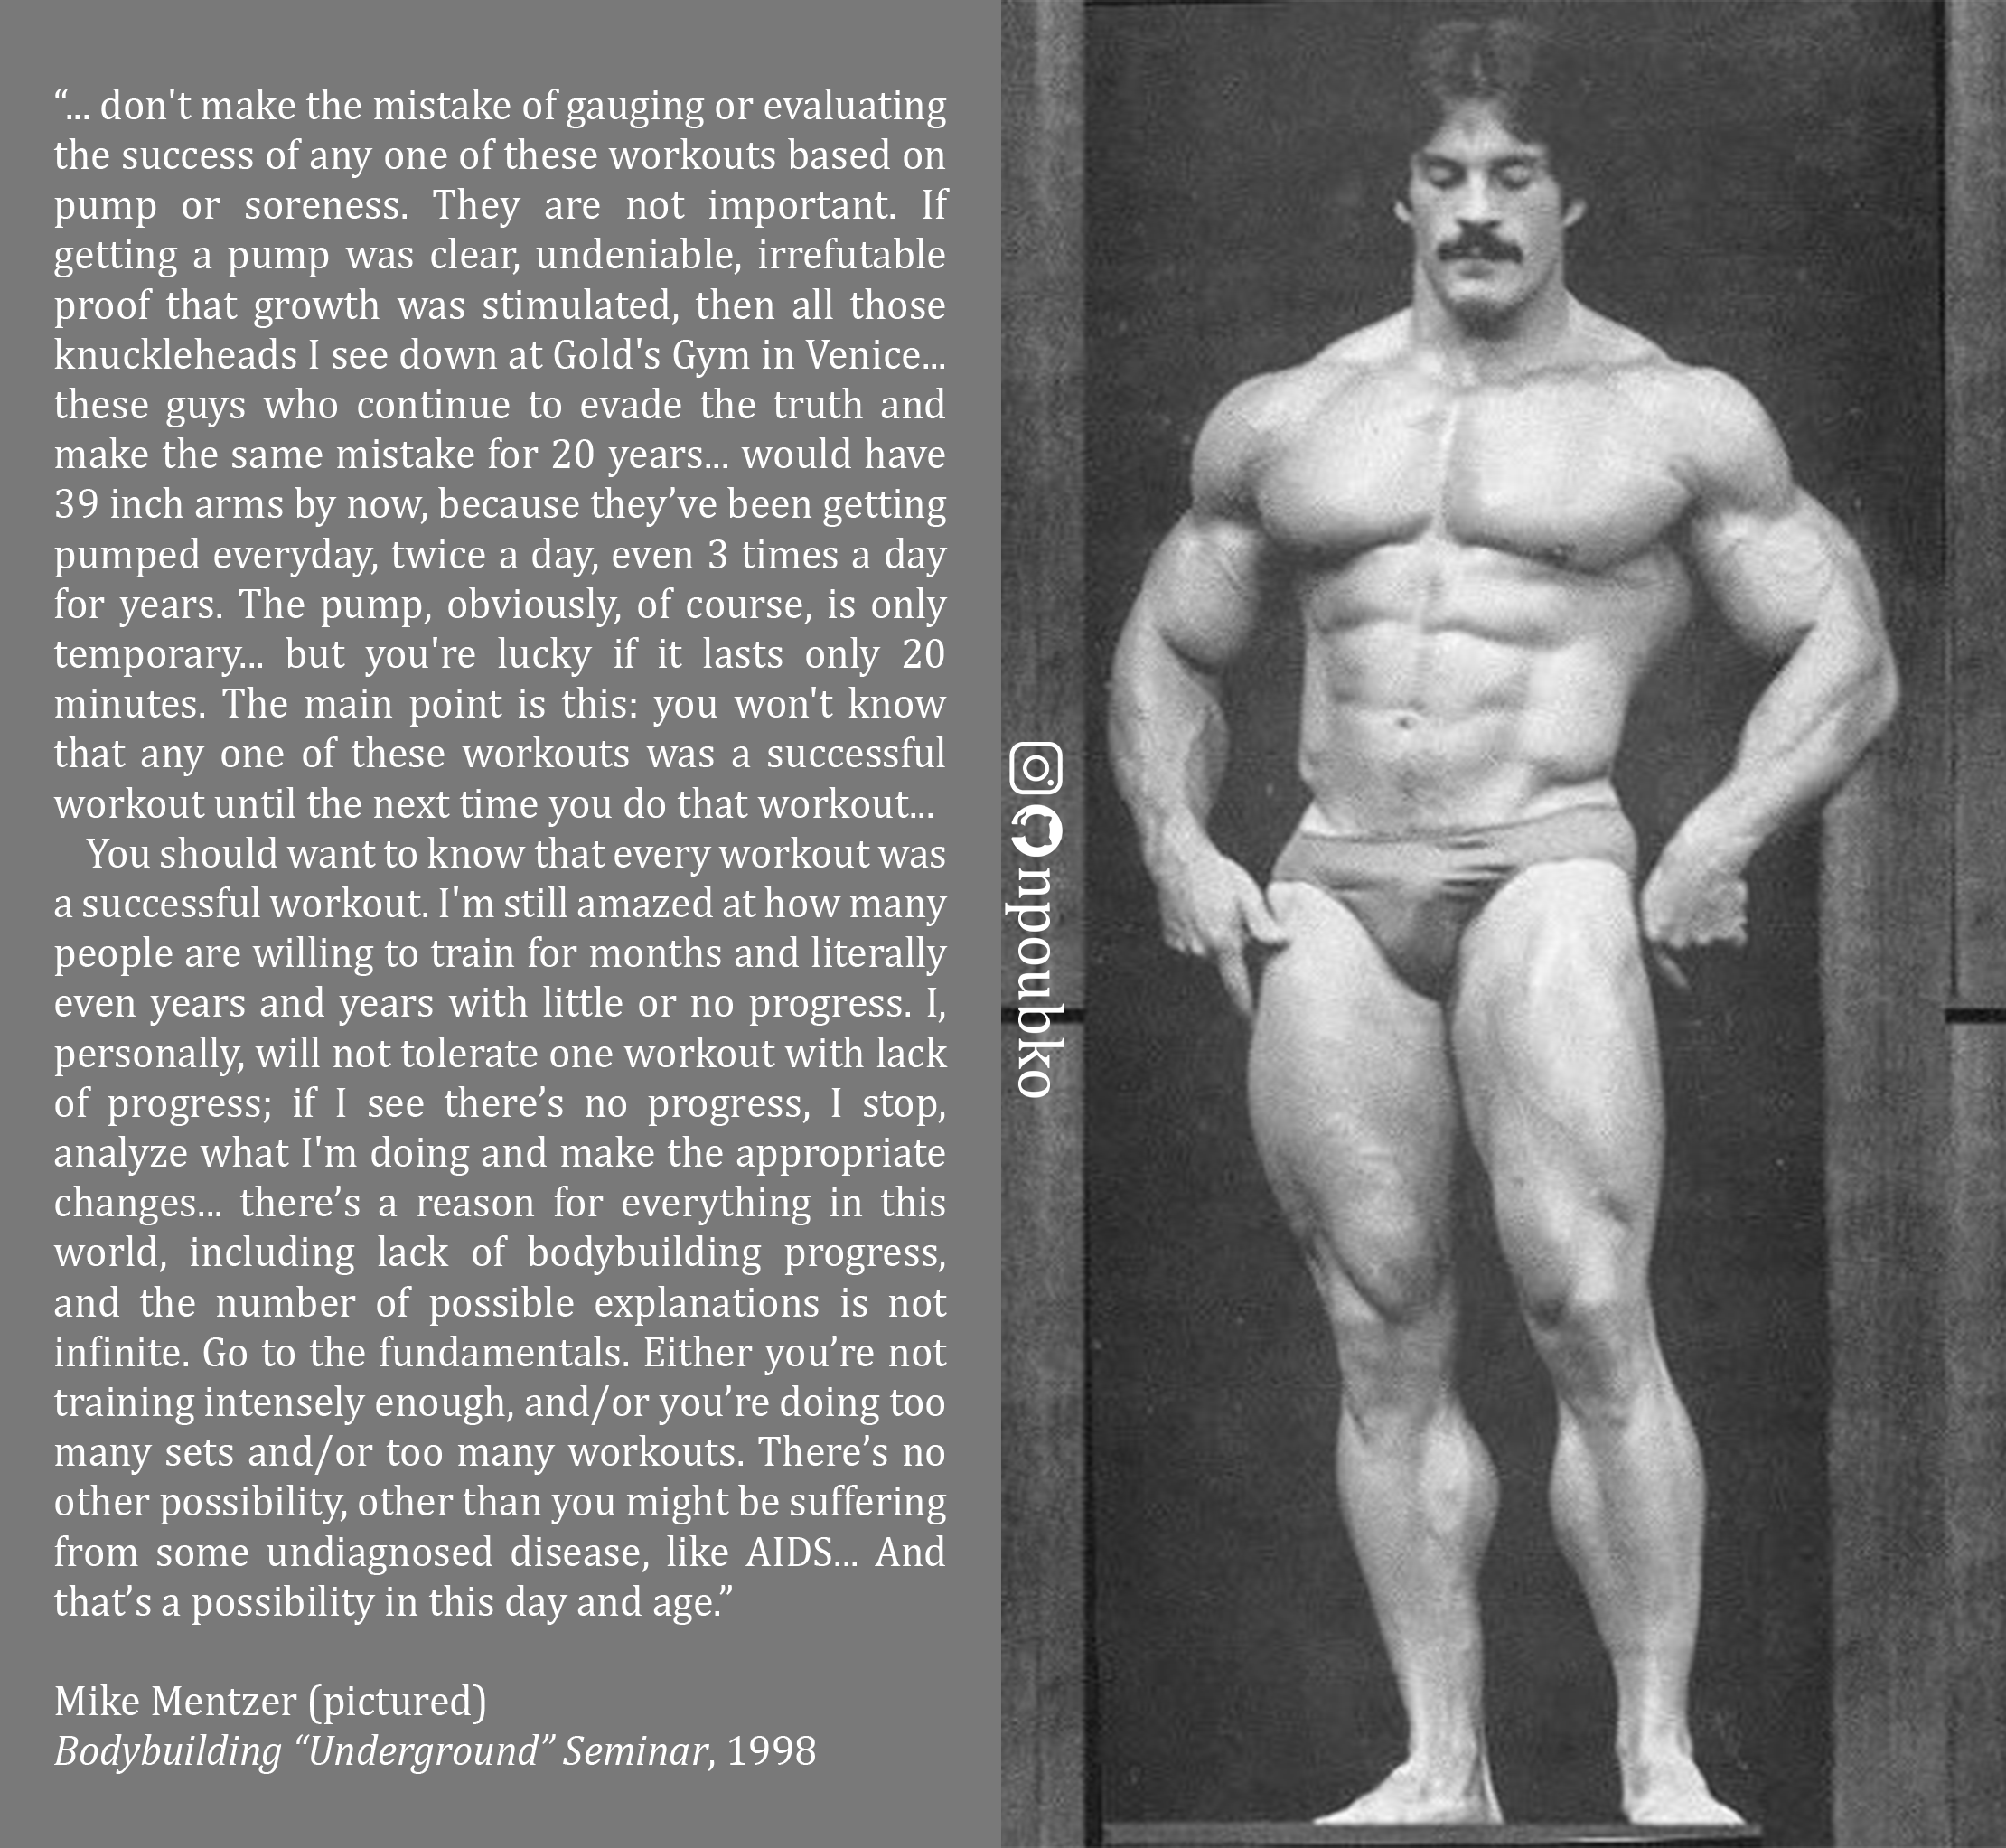 “... don't make the mistake of gauging or evaluating
the success of any one of these workouts based on
pump or soreness. They are not important. If
getting a pump was clear, undeniable, irrefutable
proof that growth was stimulated, then all those
knuckleheads I see down at Gold's Gym in Venice...
these guys who continue to evade the truth and
make the same mistake for 20 years... would have
39 inch arms by now, because they’ve been getting
pumped everyday, twice a day, even 3 times a day
for years. The pump, obviously, of course, is only
temporary... but you're lucky if it lasts only 20
minutes. The main point is this: you won't know
that any one of these workouts was a successful
workout until the next time you do that workout...
You should want to know that every workout was
a successful workout. I'm still amazed at how many
people are willing to train for months and literally
even years and years with little or no progress. I,
personally, will not tolerate one workout with lack
of progress; if I see there’s no progress, I stop,
analyze what I'm doing and make the appropriate
changes... there’s a reason for everything in this
world, including lack of bodybuilding progress,
and the number of possible explanations is not
infinite. Go to the fundamentals. Either you’re not
training intensely enough, and/or you’re doing too
many sets and/or too many workouts. There’s no
other possibility, other than you might be suffering
from some undiagnosed disease, like AIDS... And
that’s a possibility in this day and age.”
Mike Mentzer (pictured)
Bodybuilding “Underground” Seminar, 1998
npoubko